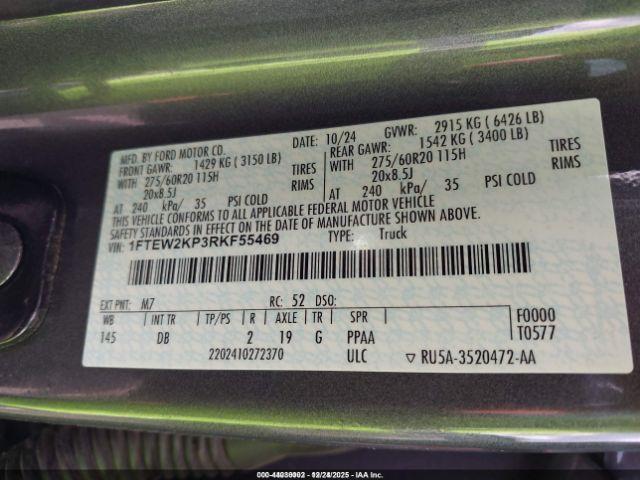 MFD. BY FORD MOTOR CO. DATE: 10/24 GVWR: 2915 KG ( 6426 LB)
FRONT GAWR: 1429 KG ( 3150 LB) REAR GAWR: 1542 KG ( 3400 LB)
WITH 275/60R20 115H TIRES WITH 275/60R20 115H TIRES
20x8.5J RIMS 20x8.5J RIMS
AT 240 kPa/ 35 PSI COLD AT 240 kPa/ 35 PSI COLD
THIS VEHICLE CONFORMS TO ALL APPLICABLE FEDERAL MOTOR VEHICLE
SAFETY STANDARDS IN EFFECT ON THE DATE OF MANUFACTURE SHOWN ABOVE.
VIN: 1FTEW2KP3RKF55469 TYPE: Truck
EXT PNT: M7 RC: 52 DSO: F0000
WB INT TR TP/PS R AXLE TR SPR T0577
145 DB 2 19 G PPAA
2202410272370 ULC ▽ RU5A-3520472-AA
12/24/2025 - IAA Inc.